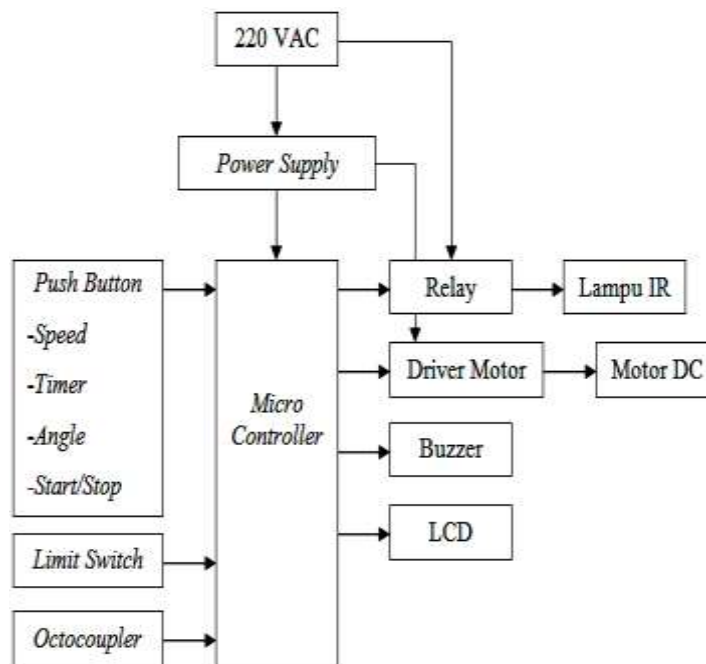 220 VAC
Power Supply
Push Button
-Speed
-Timer
-Angle
-Start/Stop
Limit Switch
Octocoupler
Micro
Controller
Relay
Lampu IR
Driver Motor
Motor DC
Buzzer
LCD